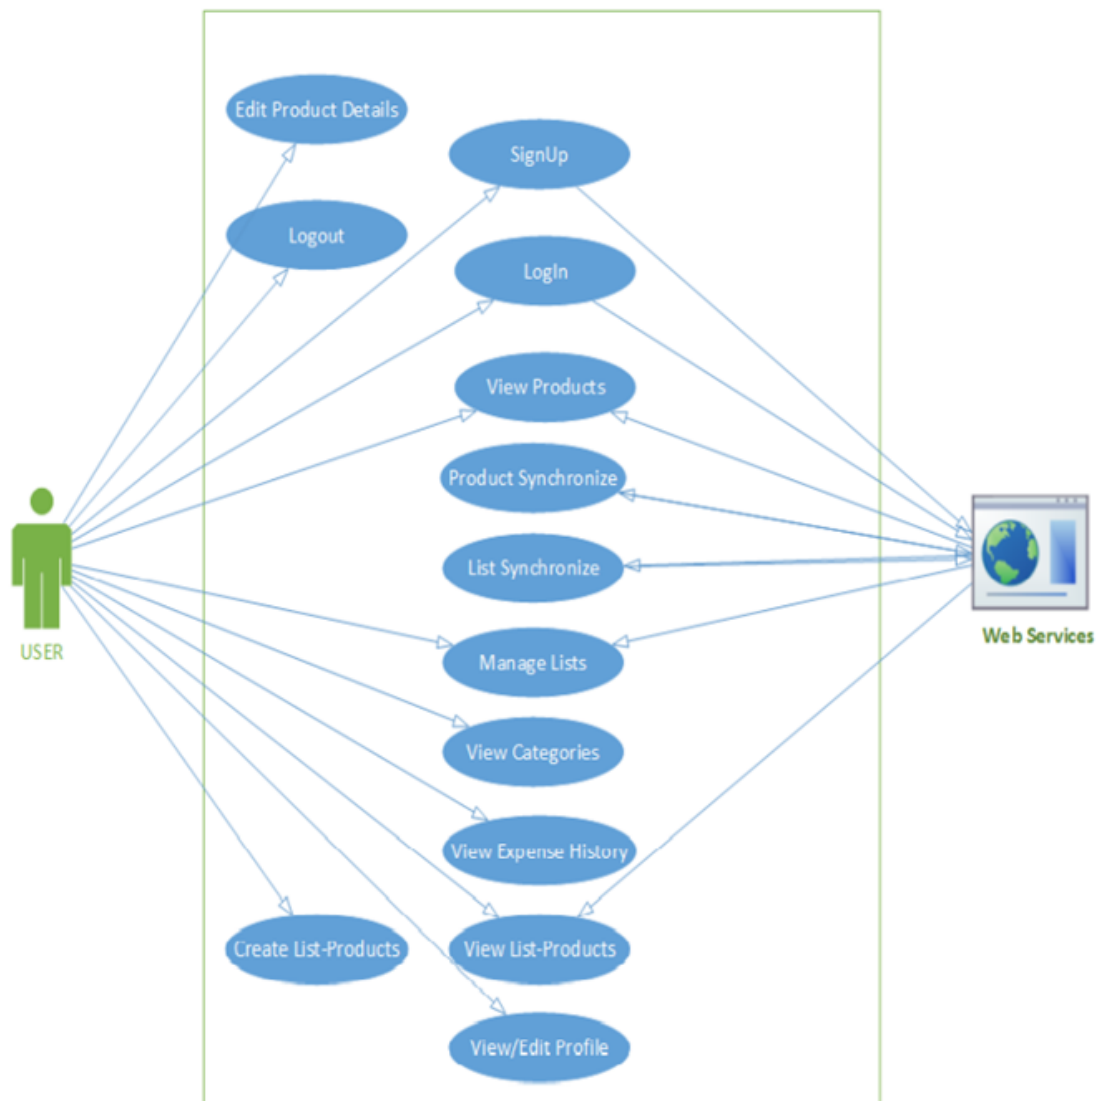 Edit Product Details
SignUp
Logout
LogIn
View Products
Product Synchronize
List Synchronize
USER
Web Services
Manage Lists
View Categories
View Expense History
Create List-Products
View List-Products
View/Edit Profile